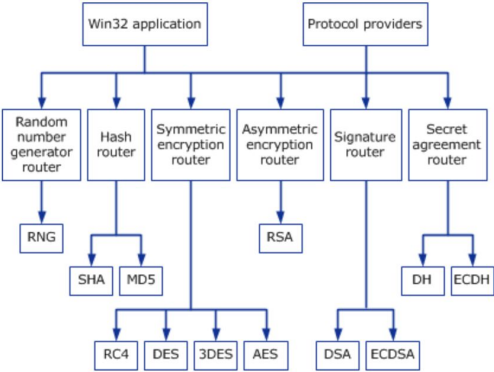 Win32 application
Protocol providers
Random
number
generator
router
Hash
router
Symmetric
encryption
router
Asymmetric
encryption
router
Signature
router
Secret
agreement
router
RNG
RSA
SHA
MD5
DH
ECDH
RC4
DES
3DES
AES
DSA
ECDSA